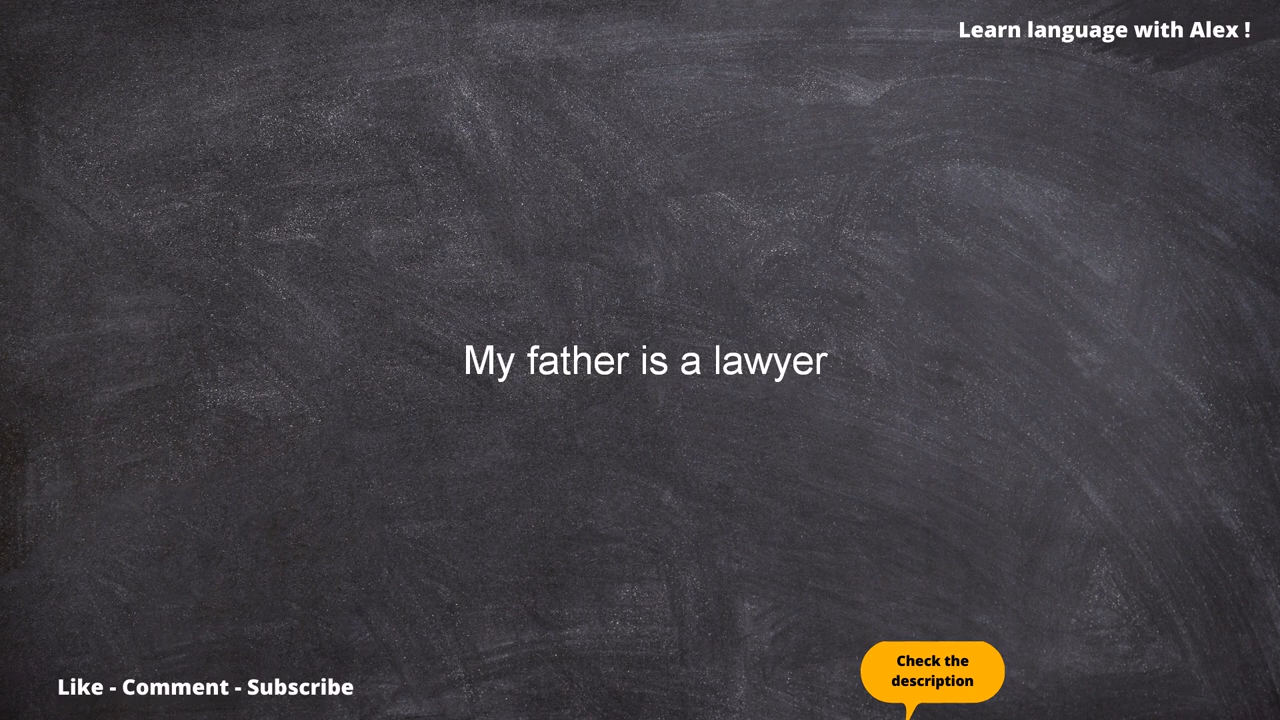 Learn language with Alex !
My father is a lawyer
Check the
description
Like - Comment - Subscribe